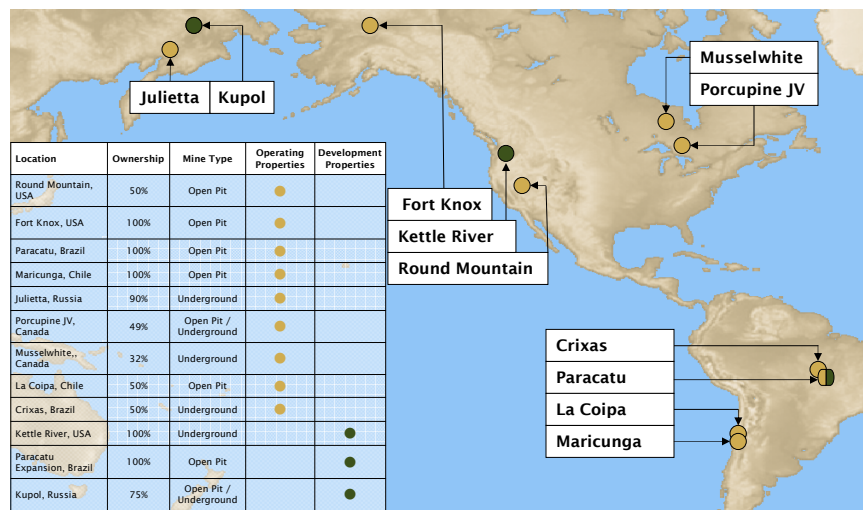 Musselwhite
Porcupine JV
Julietta Kupol
Location Ownership Mine Type Operating Properties Development Properties
Round Mountain, USA 50% Open Pit
Fort Knox, USA 100% Open Pit
Paracatu, Brazil 100% Open Pit
Maricunga, Chile 100% Open Pit
Julietta, Russia 90% Underground
Porcupine JV, Canada 49% Open Pit / Underground
Musselwhite,, Canada 32% Underground
La Coipa, Chile 50% Open Pit
Crixas, Brazil 50% Underground
Kettle River, USA 100% Underground
Paracatu Expansion, Brazil 100% Open Pit
Kupol, Russia 75% Open Pit / Underground
Fort Knox
Kettle River
Round Mountain
Crixas
Paracatu
La Coipa
Maricunga